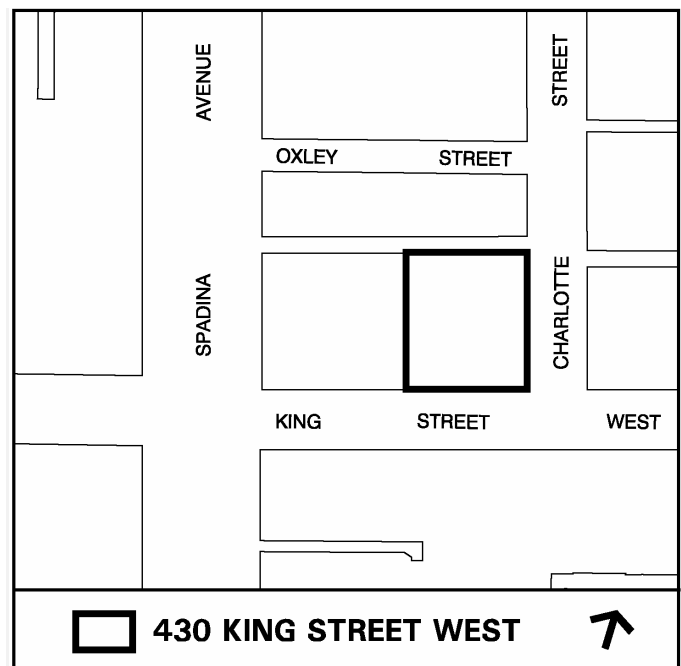 AVENUE
STREET
OXLEY STREET
SPADINA
CHARLOTTE
KING STREET WEST
430 KING STREET WEST